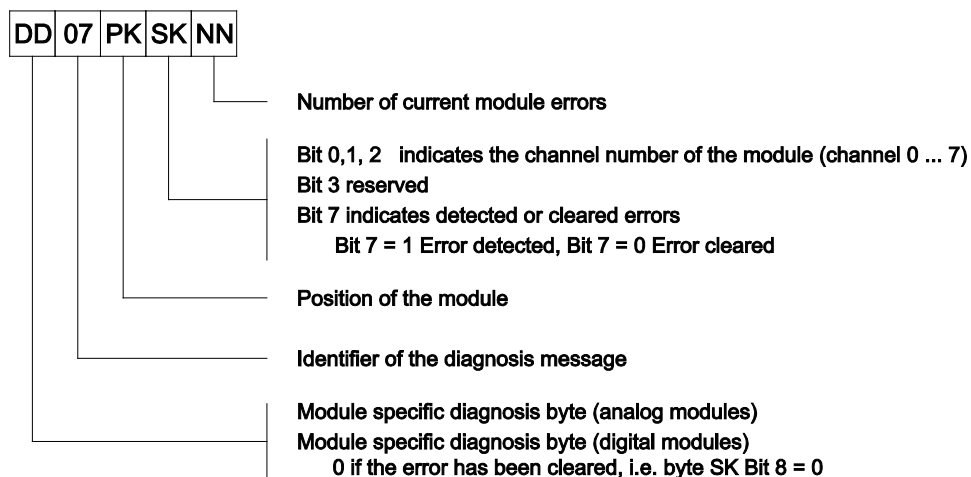 DD 07 PK SK NN
Number of current module errors
Bit 0,1, 2 indicates the channel number of the module (channel 0 ... 7)
Bit 3 reserved
Bit 7 indicates detected or cleared errors
Bit 7 = 1 Error detected, Bit 7 = 0 Error cleared
Position of the module
Identifier of the diagnosis message
Module specific diagnosis byte (analog modules)
Module specific diagnosis byte (digital modules)
0 if the error has been cleared, i.e. byte SK Bit 8 = 0